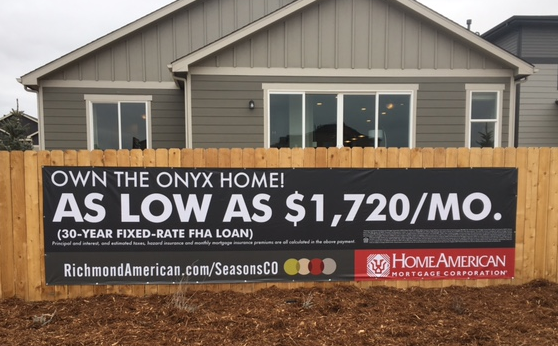 OWN THE ONYX HOME!
AS LOW AS $1,720/MO.
(30-YEAR FIXED-RATE FHA LOAN)
Principal and interest, and estimated taxes, hazard insurance and monthly mortgage insurance premiums are all calculated in the above payment.
RichmondAmerican.com/SeasonsCO
HOMEAMERICAN
MORTGAGE CORPORATION®